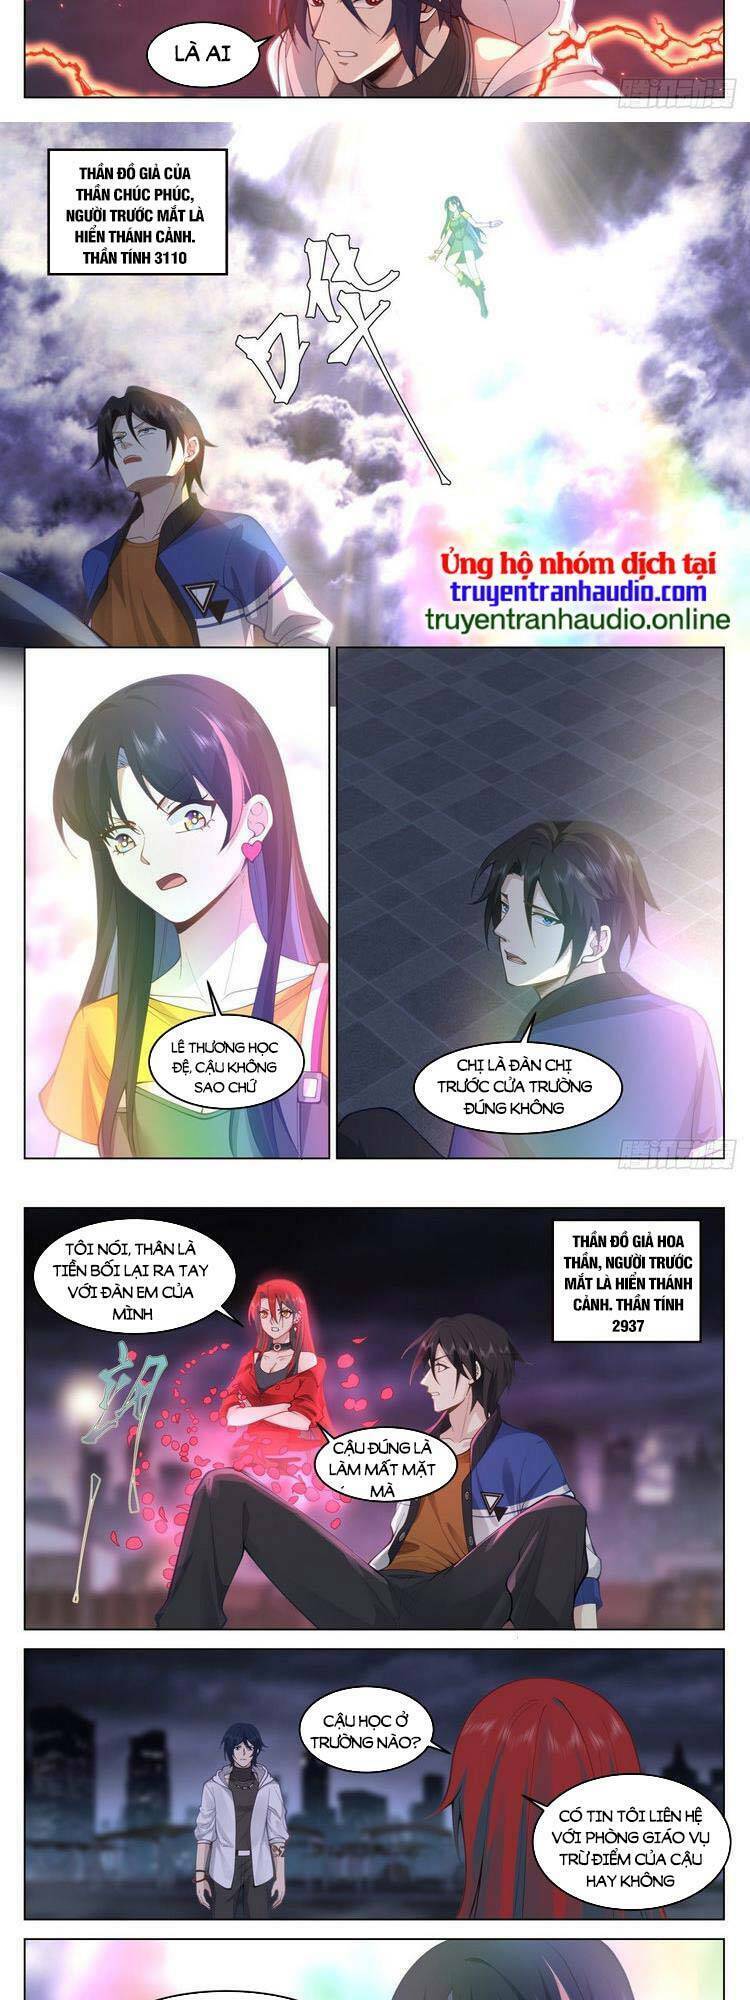 LÀ AI
THẦN ĐỒ GIẢ CỦA
THẦN CHÚC PHÚC,
NGƯỜI TRƯỚC MẮT LÀ
HIỂN THÁNH CẢNH.
THẦN TÍNH 3110
Ủng hộ nhóm dịch tại
truyentranhaudio.com
truyentranhaudio.online
LÊ THƯƠNG HỌC
ĐỆ, CẬU KHÔNG
SAO CHỨ
CHỊ LÀ ĐÀN CHỊ
TRƯỚC CỬA TRƯỜNG
ĐÚNG KHÔNG
TÔI NÓI, THÂN LÀ
TIỀN BỐI LẠI RA TAY
VỚI ĐÀN EM CỦA
MÌNH
THẦN ĐỒ GIẢ HOA
THẦN, NGƯỜI TRƯỚC
MẮT LÀ HIỂN THÁNH
CẢNH. THẦN TÍNH
2937
CẬU ĐÚNG LÀ
LÀM MẤT MẶT
MÀ
CẬU HỌC Ở
TRƯỜNG NÀO?
CÓ TIN TÔI LIÊN HỆ
VỚI PHÒNG GIÁO VỤ
TRỪ ĐIỂM CỦA CẬU
HAY KHÔNG